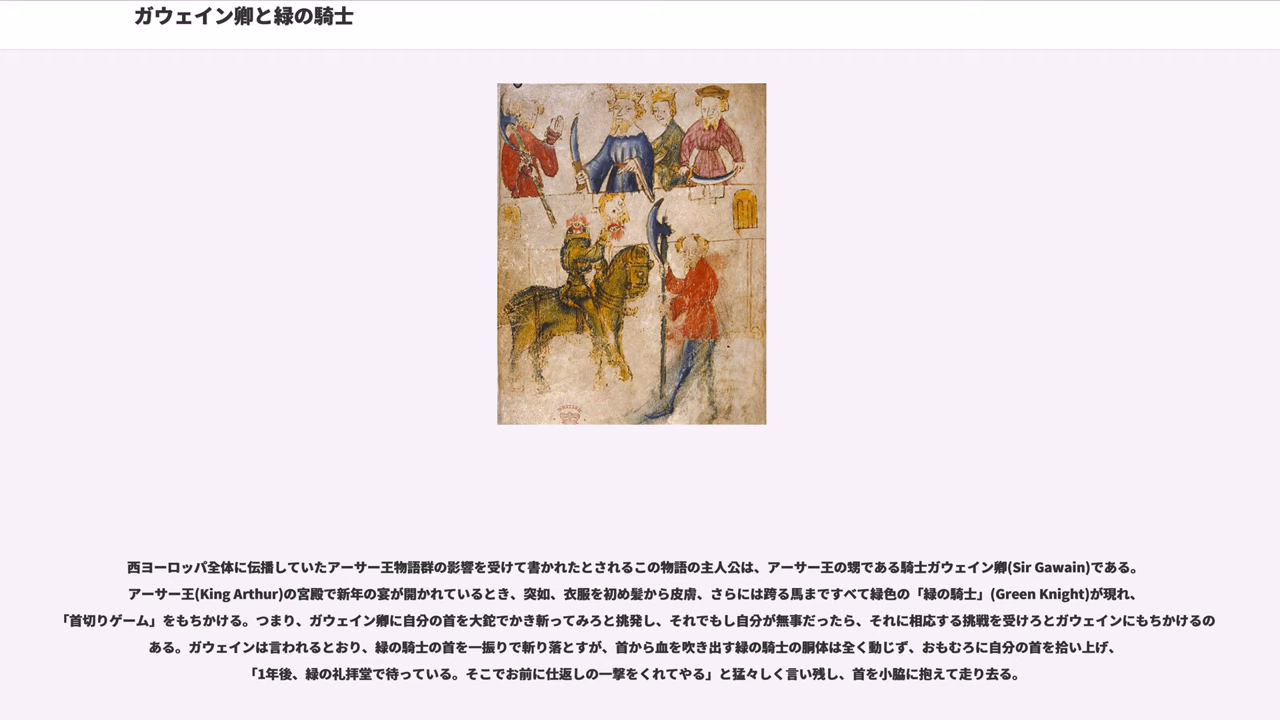 ガウェイン卿と緑の騎士
西ヨーロッパ全体に伝播していたアーサー王物語群の影響を受けて書かれたとされるこの物語の主人公は、アーサー王の甥である騎士ガウェイン卿(Sir Gawain)である。
アーサー王(King Arthur)の宮殿で新年の宴が開かれているとき、突如、衣服を初め髪から皮膚、さらには跨る馬まですべて緑色の「緑の騎士」(Green Knight)が現れ、
「首切りゲーム」をもちかける。つまり、ガウェイン卿に自分の首を大鉈でかき斬ってみろと挑発し、それでもし自分が無事だったら、それに相応する挑戦を受けろとガウェインにもちかけるの
ある。ガウェインは言われるとおり、緑の騎士の首を一振りで斬り落とすが、首から血を吹き出す緑の騎士の胴体は全く動じず、おもむろに自分の首を拾い上げ、
「1年後、緑の礼拝堂で待っている。そこでお前に仕返しの一撃をくれてやる」と猛々しく言い残し、首を小脇に抱えて走り去る。